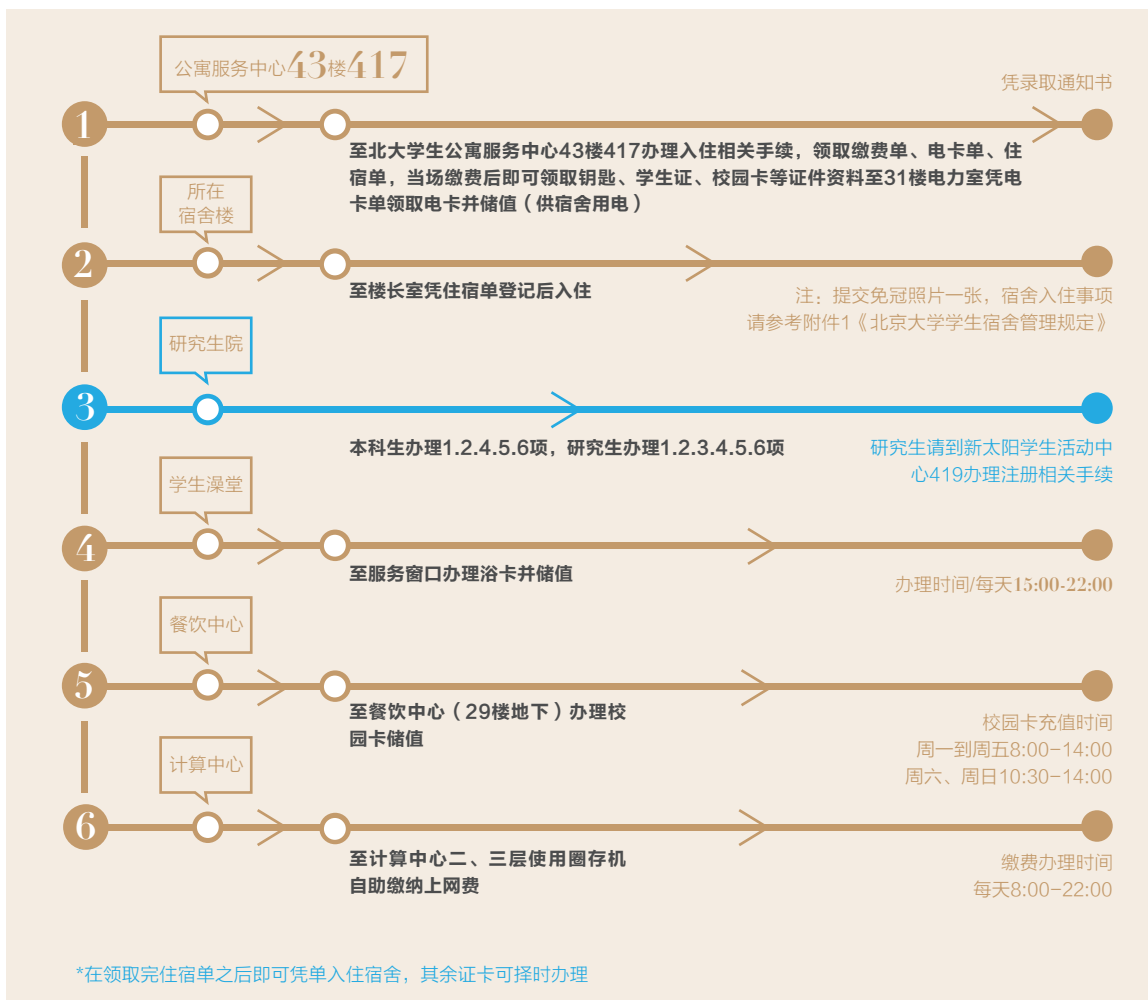 公寓服务中心43楼417
凭录取通知书
1
至北大学生公寓服务中心43楼417办理入住相关手续，领取缴费单、电卡单、住
宿单，当场缴费后即可领取钥匙、学生证、校园卡等证件资料至31楼电力室凭电
卡单领取电卡并储值（供宿舍用电）
所在
宿舍楼
2
至楼长室凭住宿单登记后入住
注：提交免冠照片一张，宿舍入住事项
请参考附件1《北京大学学生宿舍管理规定》
研究生院
3
本科生办理1.2.4.5.6项，研究生办理1.2.3.4.5.6项
研究生请到新太阳学生活动中
心419办理注册相关手续
学生澡堂
4
至服务窗口办理浴卡并储值
办理时间/每天15:00-22:00
餐饮中心
5
至餐饮中心（29楼地下）办理校
园卡储值
校园卡充值时间
周一到周五8:00-14:00
周六、周日10:30-14:00
计算中心
6
至计算中心二、三层使用圈存机
自助缴纳上网费
缴费办理时间
每天8:00-22:00
*在领取完住宿单之后即可凭单入住宿舍，其余证卡可择时办理